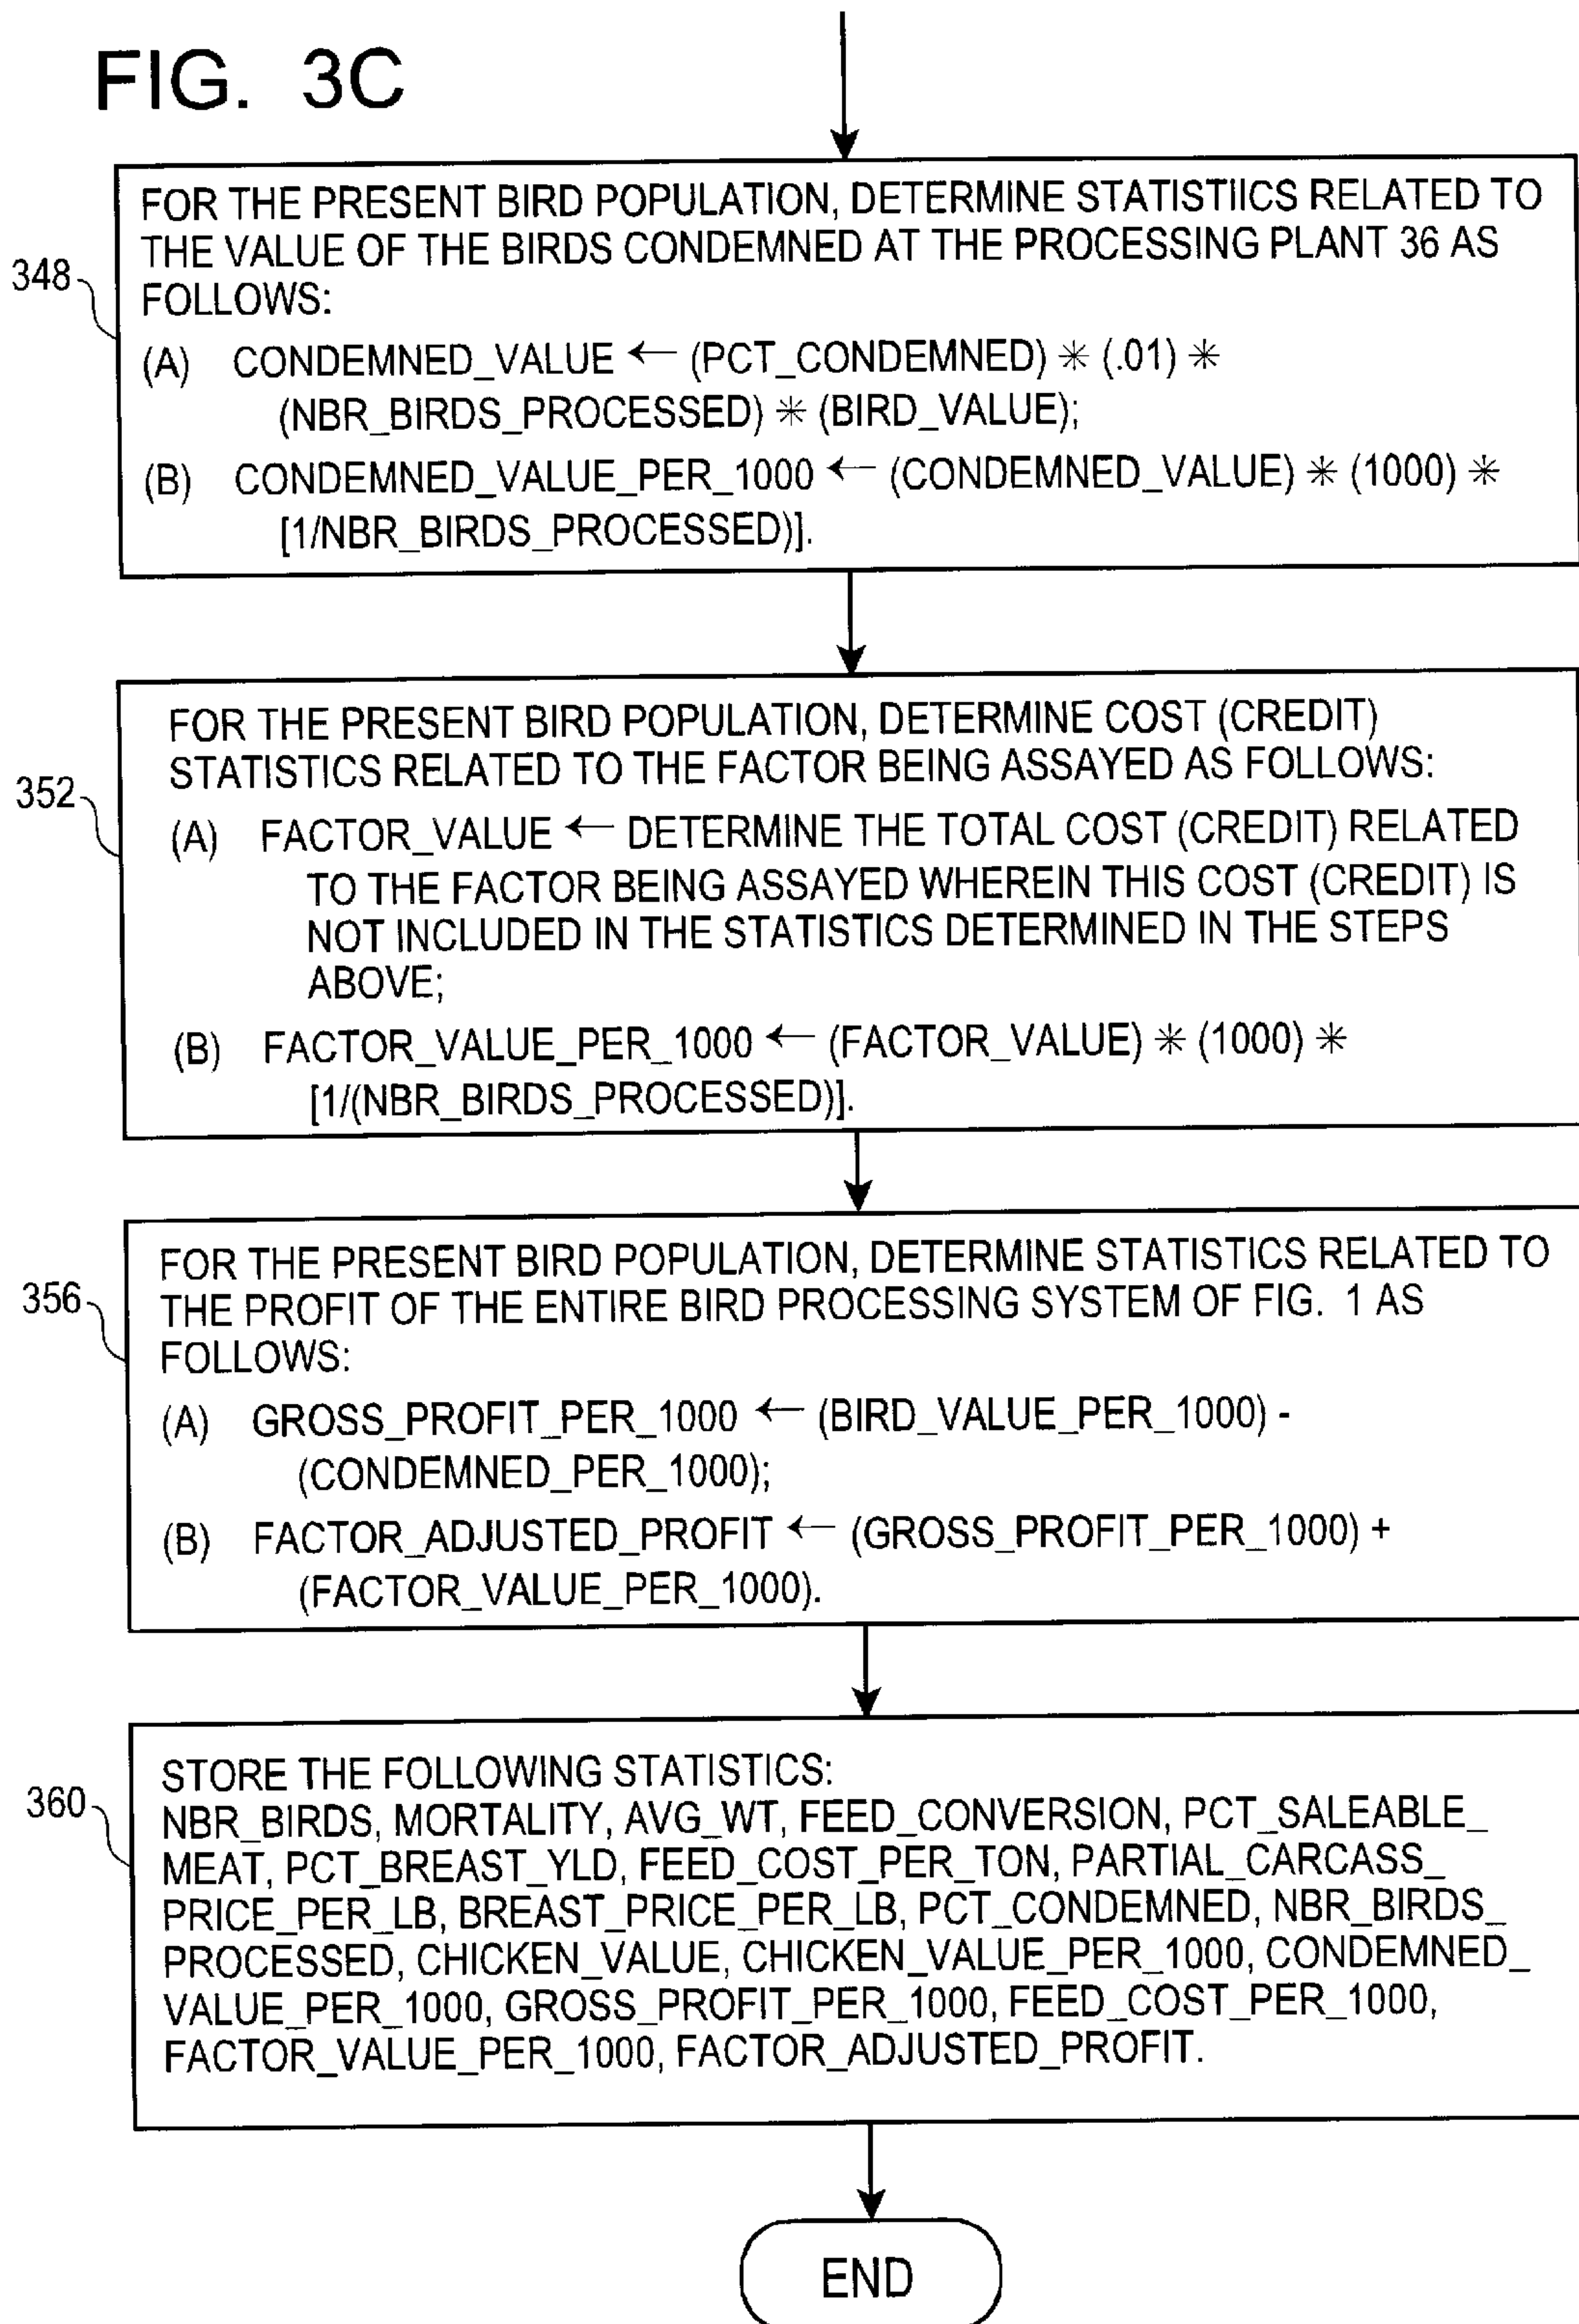 FIG. 3C
348
FOR THE PRESENT BIRD POPULATION, DETERMINE STATISTIICS RELATED TO
THE VALUE OF THE BIRDS CONDEMNED AT THE PROCESSING PLANT 36 AS
FOLLOWS:
(A) CONDEMNED_VALUE ← (PCT_CONDEMNED) * (.01) *
(NBR_BIRDS_PROCESSED) * (BIRD_VALUE);
(B) CONDEMNED_VALUE_PER_1000 ← (CONDEMNED_VALUE) * (1000) *
[1/NBR_BIRDS_PROCESSED)].
352
FOR THE PRESENT BIRD POPULATION, DETERMINE COST (CREDIT)
STATISTICS RELATED TO THE FACTOR BEING ASSAYED AS FOLLOWS:
(A) FACTOR_VALUE ← DETERMINE THE TOTAL COST (CREDIT) RELATED
TO THE FACTOR BEING ASSAYED WHEREIN THIS COST (CREDIT) IS
NOT INCLUDED IN THE STATISTICS DETERMINED IN THE STEPS
ABOVE;
(B) FACTOR_VALUE_PER_1000 ← (FACTOR_VALUE) * (1000) *
[1/(NBR_BIRDS_PROCESSED)].
356
FOR THE PRESENT BIRD POPULATION, DETERMINE STATISTICS RELATED TO
THE PROFIT OF THE ENTIRE BIRD PROCESSING SYSTEM OF FIG. 1 AS
FOLLOWS:
(A) GROSS_PROFIT_PER_1000 ← (BIRD_VALUE_PER_1000) -
(CONDEMNED_PER_1000);
(B) FACTOR_ADJUSTED_PROFIT ← (GROSS_PROFIT_PER_1000) +
(FACTOR_VALUE_PER_1000).
360
STORE THE FOLLOWING STATISTICS:
NBR_BIRDS, MORTALITY, AVG_WT, FEED_CONVERSION, PCT_SALEABLE_
MEAT, PCT_BREAST_YLD, FEED_COST_PER_TON, PARTIAL_CARCASS_
PRICE_PER_LB, BREAST_PRICE_PER_LB, PCT_CONDEMNED, NBR_BIRDS_
PROCESSED, CHICKEN_VALUE, CHICKEN_VALUE_PER_1000, CONDEMNED_
VALUE_PER_1000, GROSS_PROFIT_PER_1000, FEED_COST_PER_1000,
FACTOR_VALUE_PER_1000, FACTOR_ADJUSTED_PROFIT.
END